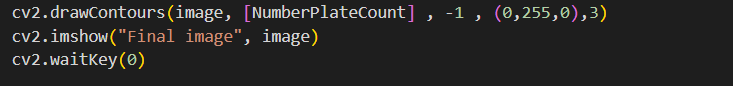 cv2.drawContours(image, [NumberPlateCount] , -1 , (0,255,0),3)
cv2.imshow("Final image", image)
cv2.waitKey(0)